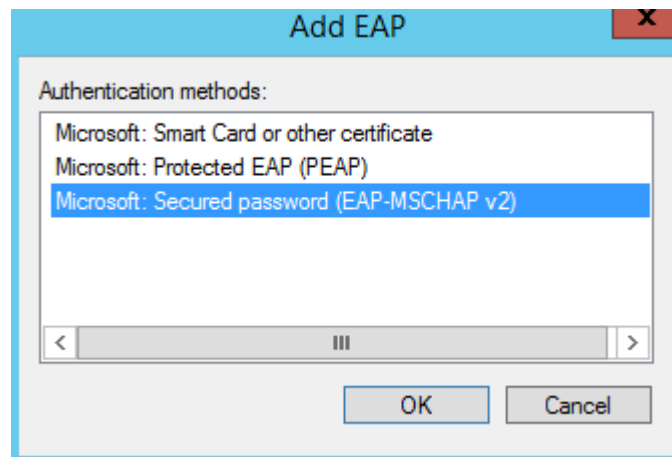 Add EAP
x
Authentication methods:
Microsoft: Smart Card or other certificate
Microsoft: Protected EAP (PEAP)
Microsoft: Secured password (EAP-MSCHAP v2)
OK Cancel